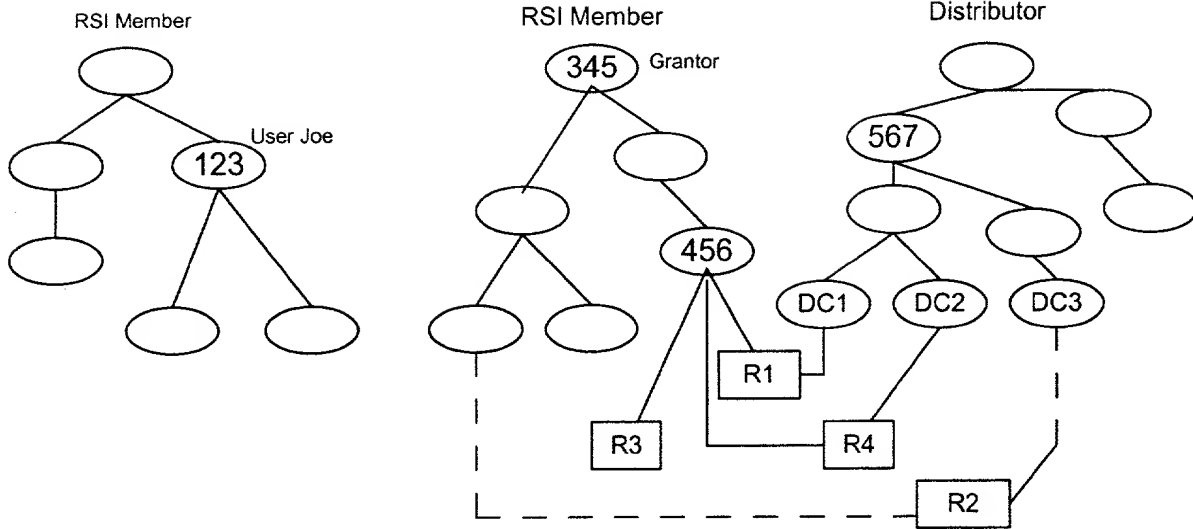 RSI Member
RSI Member
Distributor
345
Grantor
567
User Joe
123
456
DC1
DC2
DC3
R1
R3
R4
R2